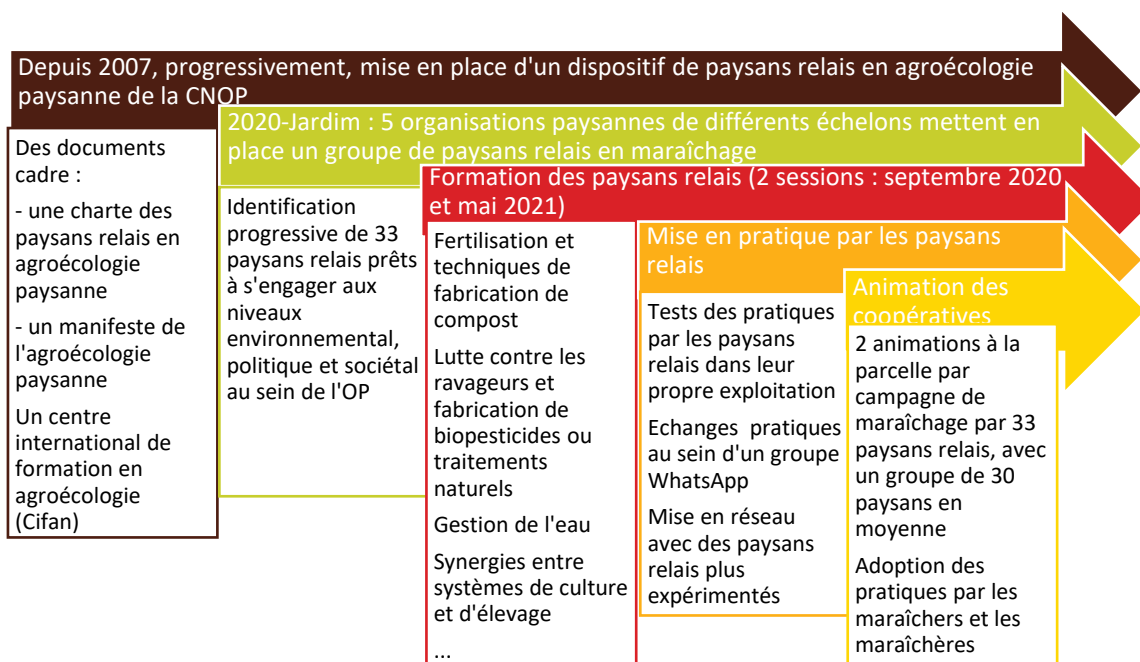 Depuis 2007, progressivement, mise en place d'un dispositif de paysans relais en agroécologie
paysanne de la CNOP
Des documents
cadre :
- une charte des
paysans relais en
agroécologie
paysanne
- un manifeste de
l'agroécologie
paysanne
Un centre
international de
formation en
agroécologie
(Cifan)
2020-Jardim : 5 organisations paysannes de différents échelons mettent en
place un groupe de paysans relais en maraîchage
Identification
progressive de 33
paysans relais prêts
à s'engager aux
niveaux
environnemental,
politique et sociétal
au sein de l'OP
Formation des paysans relais (2 sessions : septembre 2020
et mai 2021)
Fertilisation et
techniques de
fabrication de
compost
Lutte contre les
ravageurs et
fabrication de
biopesticides ou
traitements
naturels
Gestion de l'eau
Synergies entre
systèmes de culture
et d'élevage
...
Mise en pratique par les paysans
relais
Tests des pratiques
par les paysans
relais dans leur
propre exploitation
Echanges pratiques
au sein d'un groupe
WhatsApp
Mise en réseau
avec des paysans
relais plus
expérimentés
Animation des
coopératives
2 animations à la
parcelle par
campagne de
maraîchage par 33
paysans relais, avec
un groupe de 30
paysans en
moyenne
Adoption des
pratiques par les
maraîchers et les
maraîchères